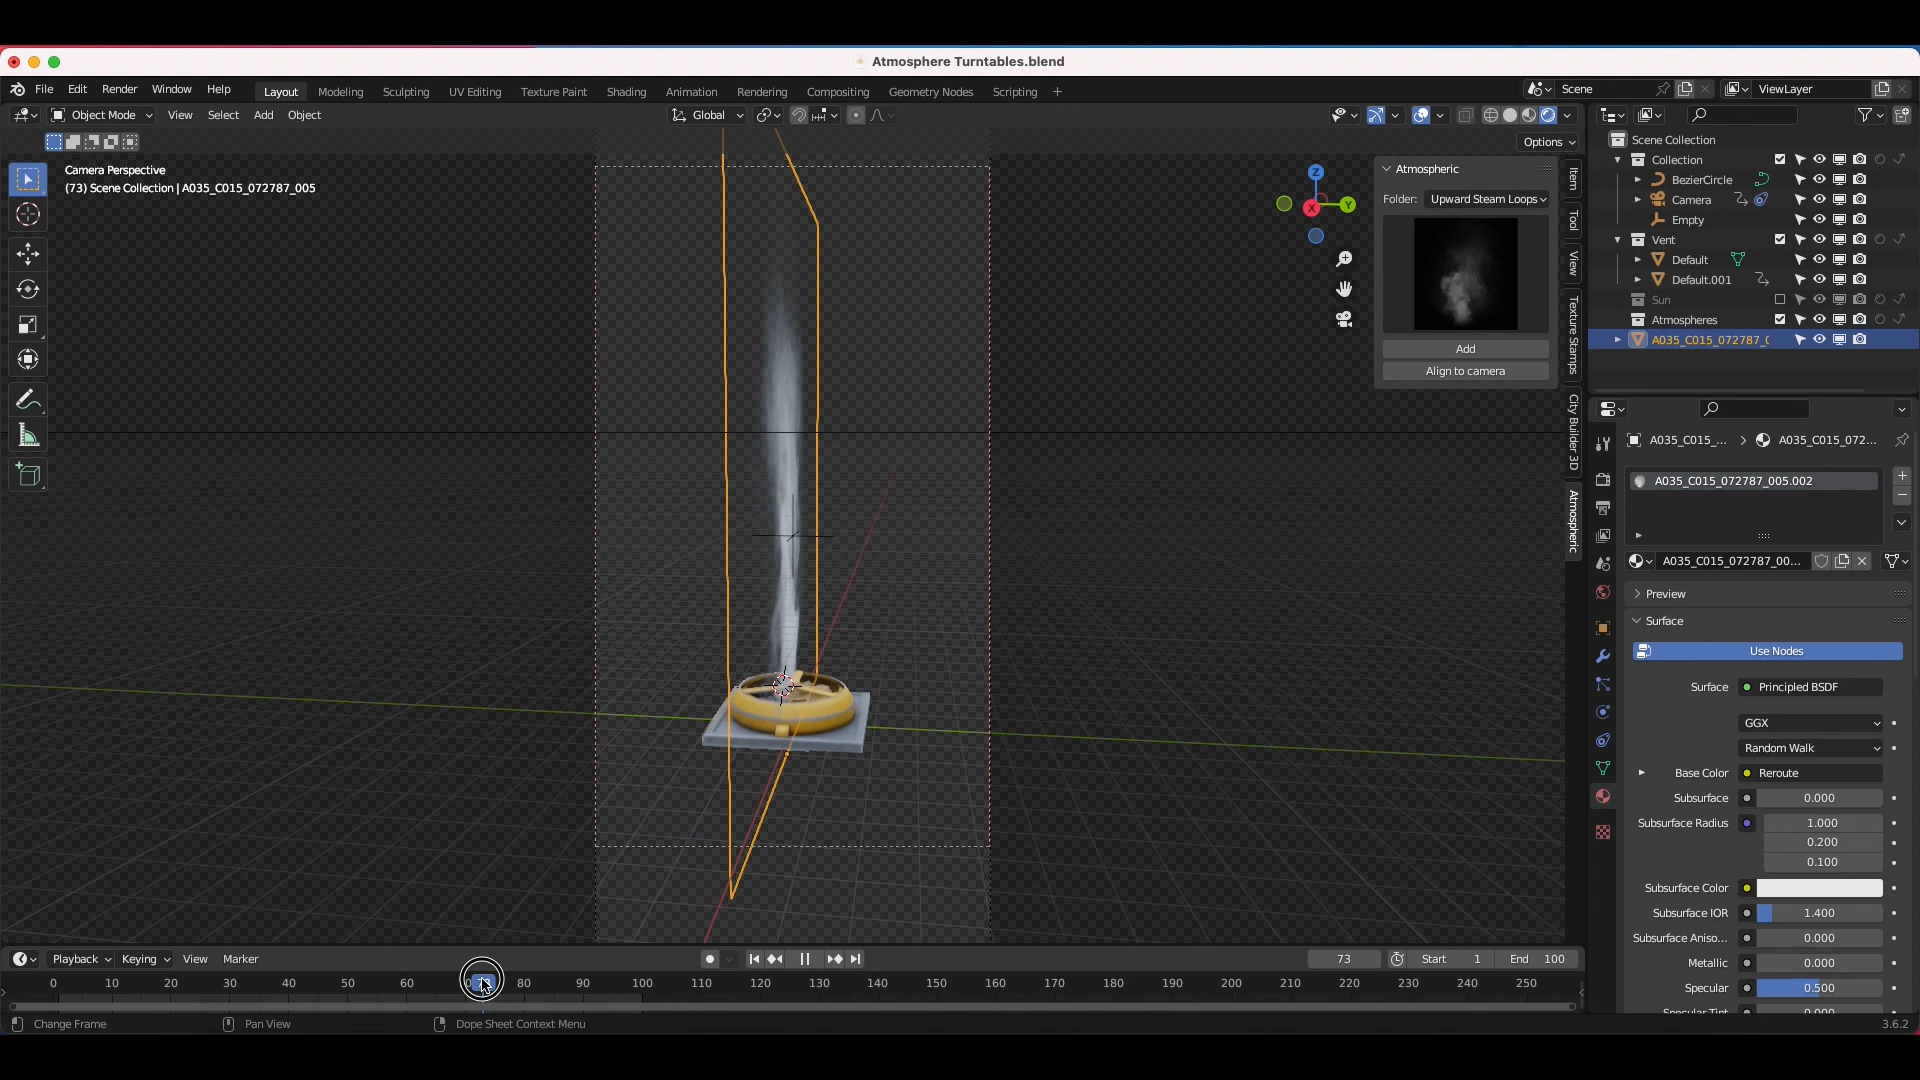 Atmosphere Turntables.blend
File Edit Render Window Help Layout Modeling Sculpting UV Editing Texture Paint Shading Animation Rendering Compositing Geometry Nodes Scripting + Scene ViewLayer
Object Mode View Select Add Object Global
Options
Camera Perspective
(73) Scene Collection | A035_C015_072787_005
Z
Y
X
Atmospheric
Folder: Upward Steam Loops
Add
Align to camera
Item
Tool
View
Texture Stamps
City Builder 3D
Atmospheric
Scene Collection
Collection
BezierCircle
Camera
Empty
Vent
Default
Default.001
Sun
Atmospheres
A035_C015_072787_0
A035_C015_... > A035_C015_072...
A035_C015_072787_005.002
A035_C015_072787_00...
Preview
Surface
Use Nodes
Surface Principled BSDF
GGX
Random Walk
Base Color Reroute
Subsurface 0.000
Subsurface Radius 1.000
0.200
0.100
Subsurface Color
Subsurface IOR 1.400
Subsurface Aniso... 0.000
Metallic 0.000
Specular 0.500
Specular Tint 0.000
Playback Keying View Marker 73 Start 1 End 100
0 10 20 30 40 50 60 80 90 100 110 120 130 140 150 160 170 180 190 200 210 220 230 240 250
Change Frame Pan View Dope Sheet Context Menu 3.6.2